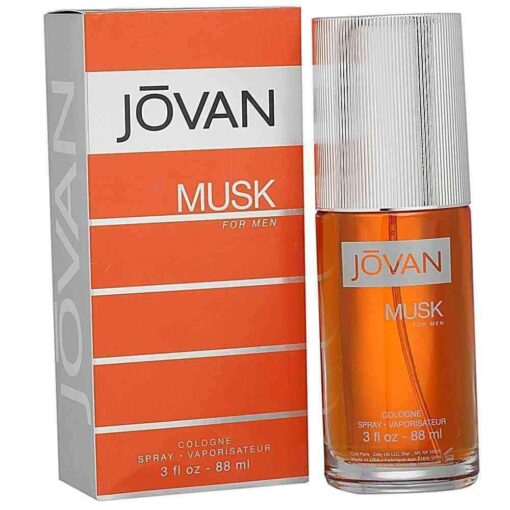 JŌVAN
JŌVAN
MUSK
FOR MEN
COLOGNE
SPRAY - VAPORISATEUR
3 fl oz - 88 ml
JŌVAN
MUSK
FOR MEN
COLOGNE
SPRAY - VAPORISATEUR
3 fl oz - 88 ml